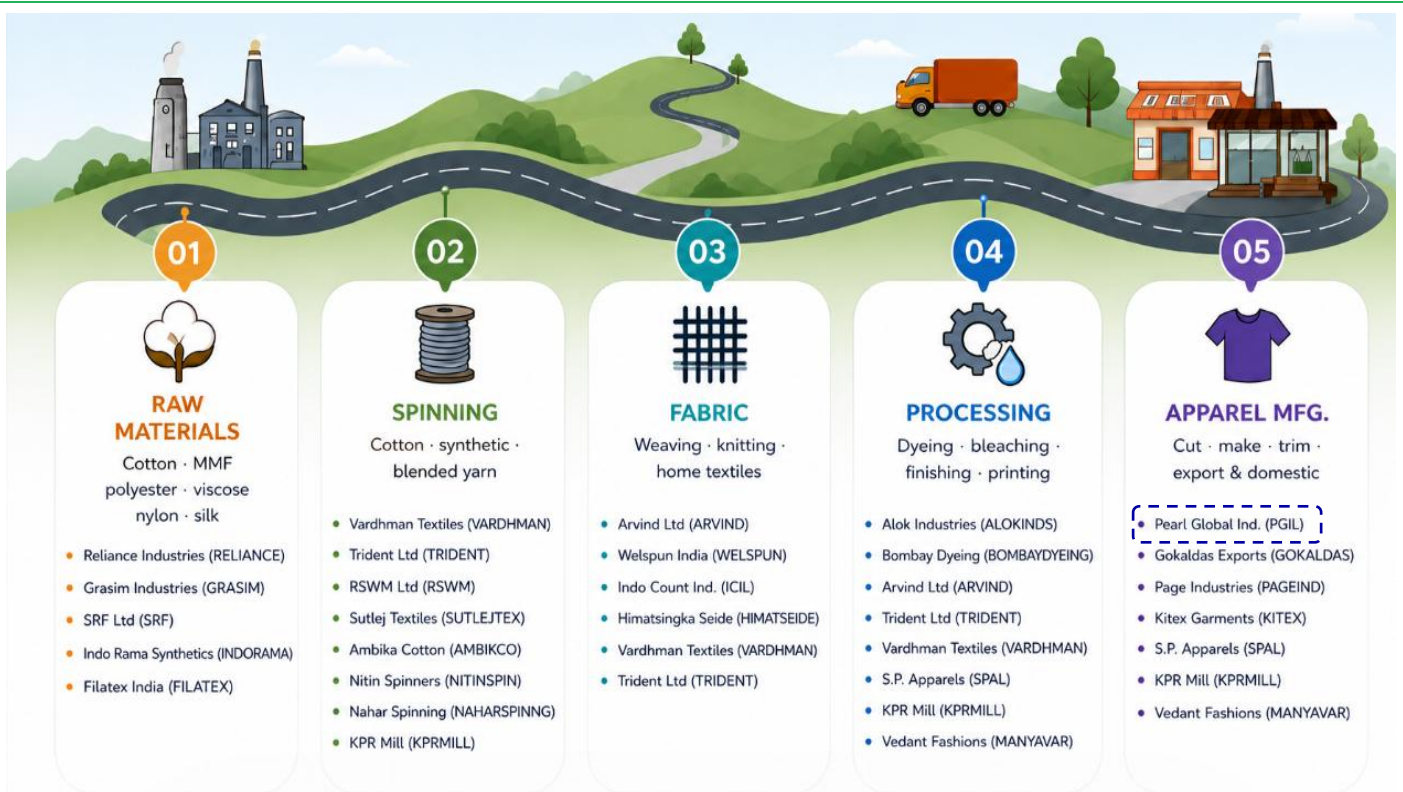 01
RAW
MATERIALS
Cotton · MMF
polyester · viscose
nylon · silk
• Reliance Industries (RELIANCE)
• Grasim Industries (GRASIM)
• SRF Ltd (SRF)
• Indo Rama Synthetics (INDORAMA)
• Filatex India (FILATEX)
02
SPINNING
Cotton · synthetic ·
blended yarn
• Vardhman Textiles (VARDHMAN)
• Trident Ltd (TRIDENT)
• RSWM Ltd (RSWM)
• Sutlej Textiles (SUTLEJTEX)
• Ambika Cotton (AMBIKCO)
• Nitin Spinners (NITINSPIN)
• Nahar Spinning (NAHARSPINNG)
• KPR Mill (KPRMILL)
03
FABRIC
Weaving · knitting ·
home textiles
• Arvind Ltd (ARVIND)
• Welspun India (WELSPUN)
• Indo Count Ind. (ICIL)
• Himatsingka Seide (HIMATSEIDE)
• Vardhman Textiles (VARDHMAN)
• Trident Ltd (TRIDENT)
04
PROCESSING
Dyeing · bleaching ·
finishing · printing
• Alok Industries (ALOKINDS)
• Bombay Dyeing (BOMBAYDYEING)
• Arvind Ltd (ARVIND)
• Trident Ltd (TRIDENT)
• Vardhman Textiles (VARDHMAN)
• S.P. Apparels (SPAL)
• KPR Mill (KPRMILL)
• Vedant Fashions (MANYAVAR)
05
APPAREL MFG.
Cut · make · trim ·
export & domestic
• Pearl Global Ind. (PGIL)
• Gokaldas Exports (GOKALDAS)
• Page Industries (PAGEIND)
• Kitex Garments (KITEX)
• S.P. Apparels (SPAL)
• KPR Mill (KPRMILL)
• Vedant Fashions (MANYAVAR)